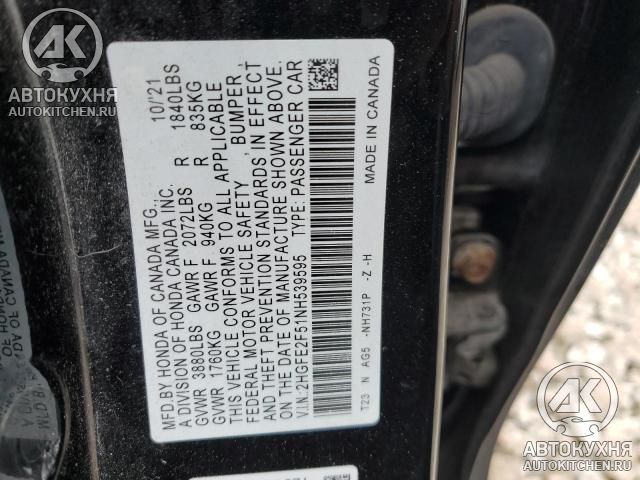 AK
АВТОКУХНЯ
AUTOKITCHEN.RU
MFD.BY HONDA OF CANADA MFG., 10/'21
A DIVISION OF HONDA CANADA INC.
GVWR 3880LBS GAWR F 2072LBS R 1840LBS
GVWR 1760KG GAWR F 940KG R 835KG
THIS VEHICLE CONFORMS TO ALL APPLICABLE
FEDERAL MOTOR VEHICLE SAFETY, BUMPER,
AND THEFT PREVENTION STANDARDS IN EFFECT
ON THE DATE OF MANUFACTURE SHOWN ABOVE.
V.I.N.:2HGFE2F51NH539595 TYPE: PASSENGER CAR
T23 N AG5 -NH731P -Z -H MADE IN CANADA
AK
АВТОКУХНЯ
AUTOKITCHEN.RU